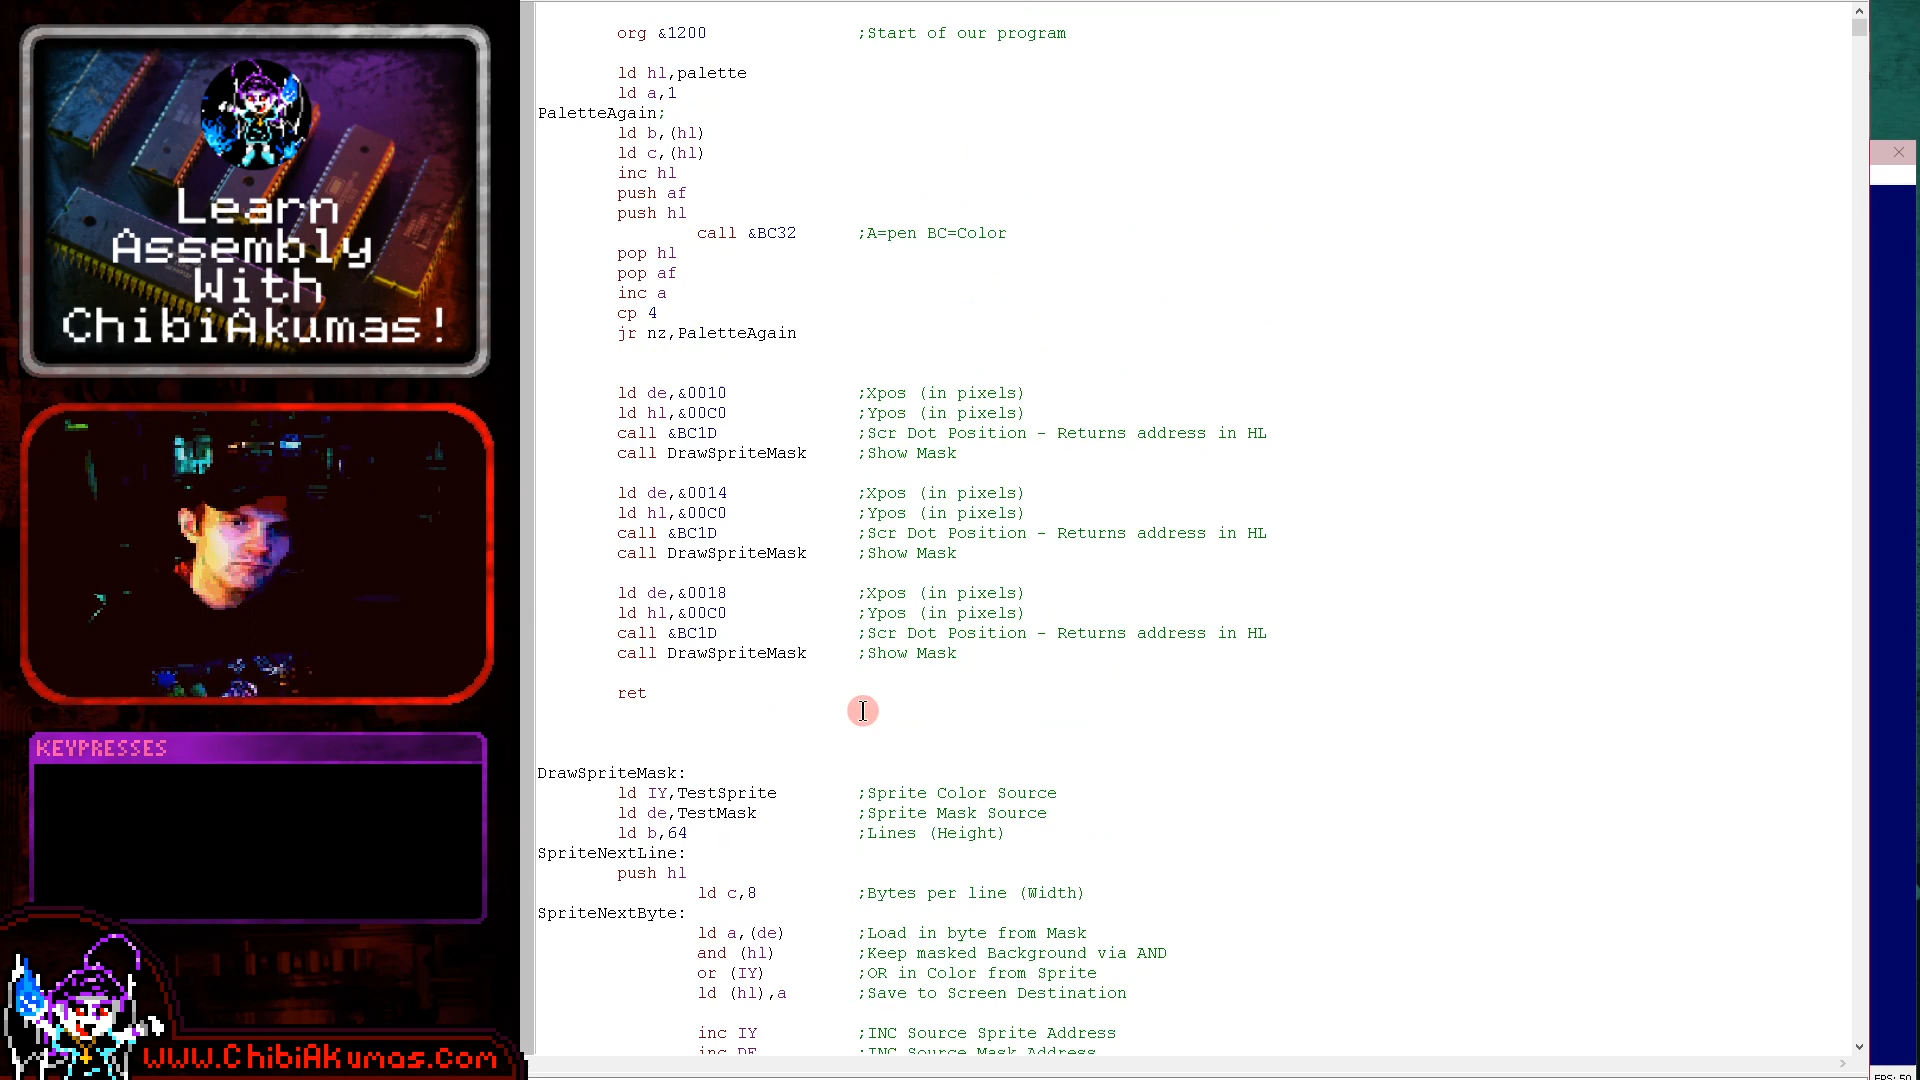 Learn
Assembly
With
ChibiAkumas!
KEYPRESSES
www.ChibiAkumas.com
org &1200 ;Start of our program
ld hl,palette
ld a,1
PaletteAgain;
ld b,(hl)
ld c,(hl)
inc hl
push af
push hl
call &BC32 ;A=pen BC=Color
pop hl
pop af
inc a
cp 4
jr nz,PaletteAgain
ld de,&0010 ;Xpos (in pixels)
ld hl,&00C0 ;Ypos (in pixels)
call &BC1D ;Scr Dot Position - Returns address in HL
call DrawSpriteMask ;Show Mask
ld de,&0014 ;Xpos (in pixels)
ld hl,&00C0 ;Ypos (in pixels)
call &BC1D ;Scr Dot Position - Returns address in HL
call DrawSpriteMask ;Show Mask
ld de,&0018 ;Xpos (in pixels)
ld hl,&00C0 ;Ypos (in pixels)
call &BC1D ;Scr Dot Position - Returns address in HL
call DrawSpriteMask ;Show Mask
ret
DrawSpriteMask:
ld IY,TestSprite ;Sprite Color Source
ld de,TestMask ;Sprite Mask Source
ld b,64 ;Lines (Height)
SpriteNextLine:
push hl
ld c,8 ;Bytes per line (Width)
SpriteNextByte:
ld a,(de) ;Load in byte from Mask
and (hl) ;Keep masked Background via AND
or (IY) ;OR in Color from Sprite
ld (hl),a ;Save to Screen Destination
inc IY ;INC Source Sprite Address
inc DE ;INC Source Mask Address
FPS: 50